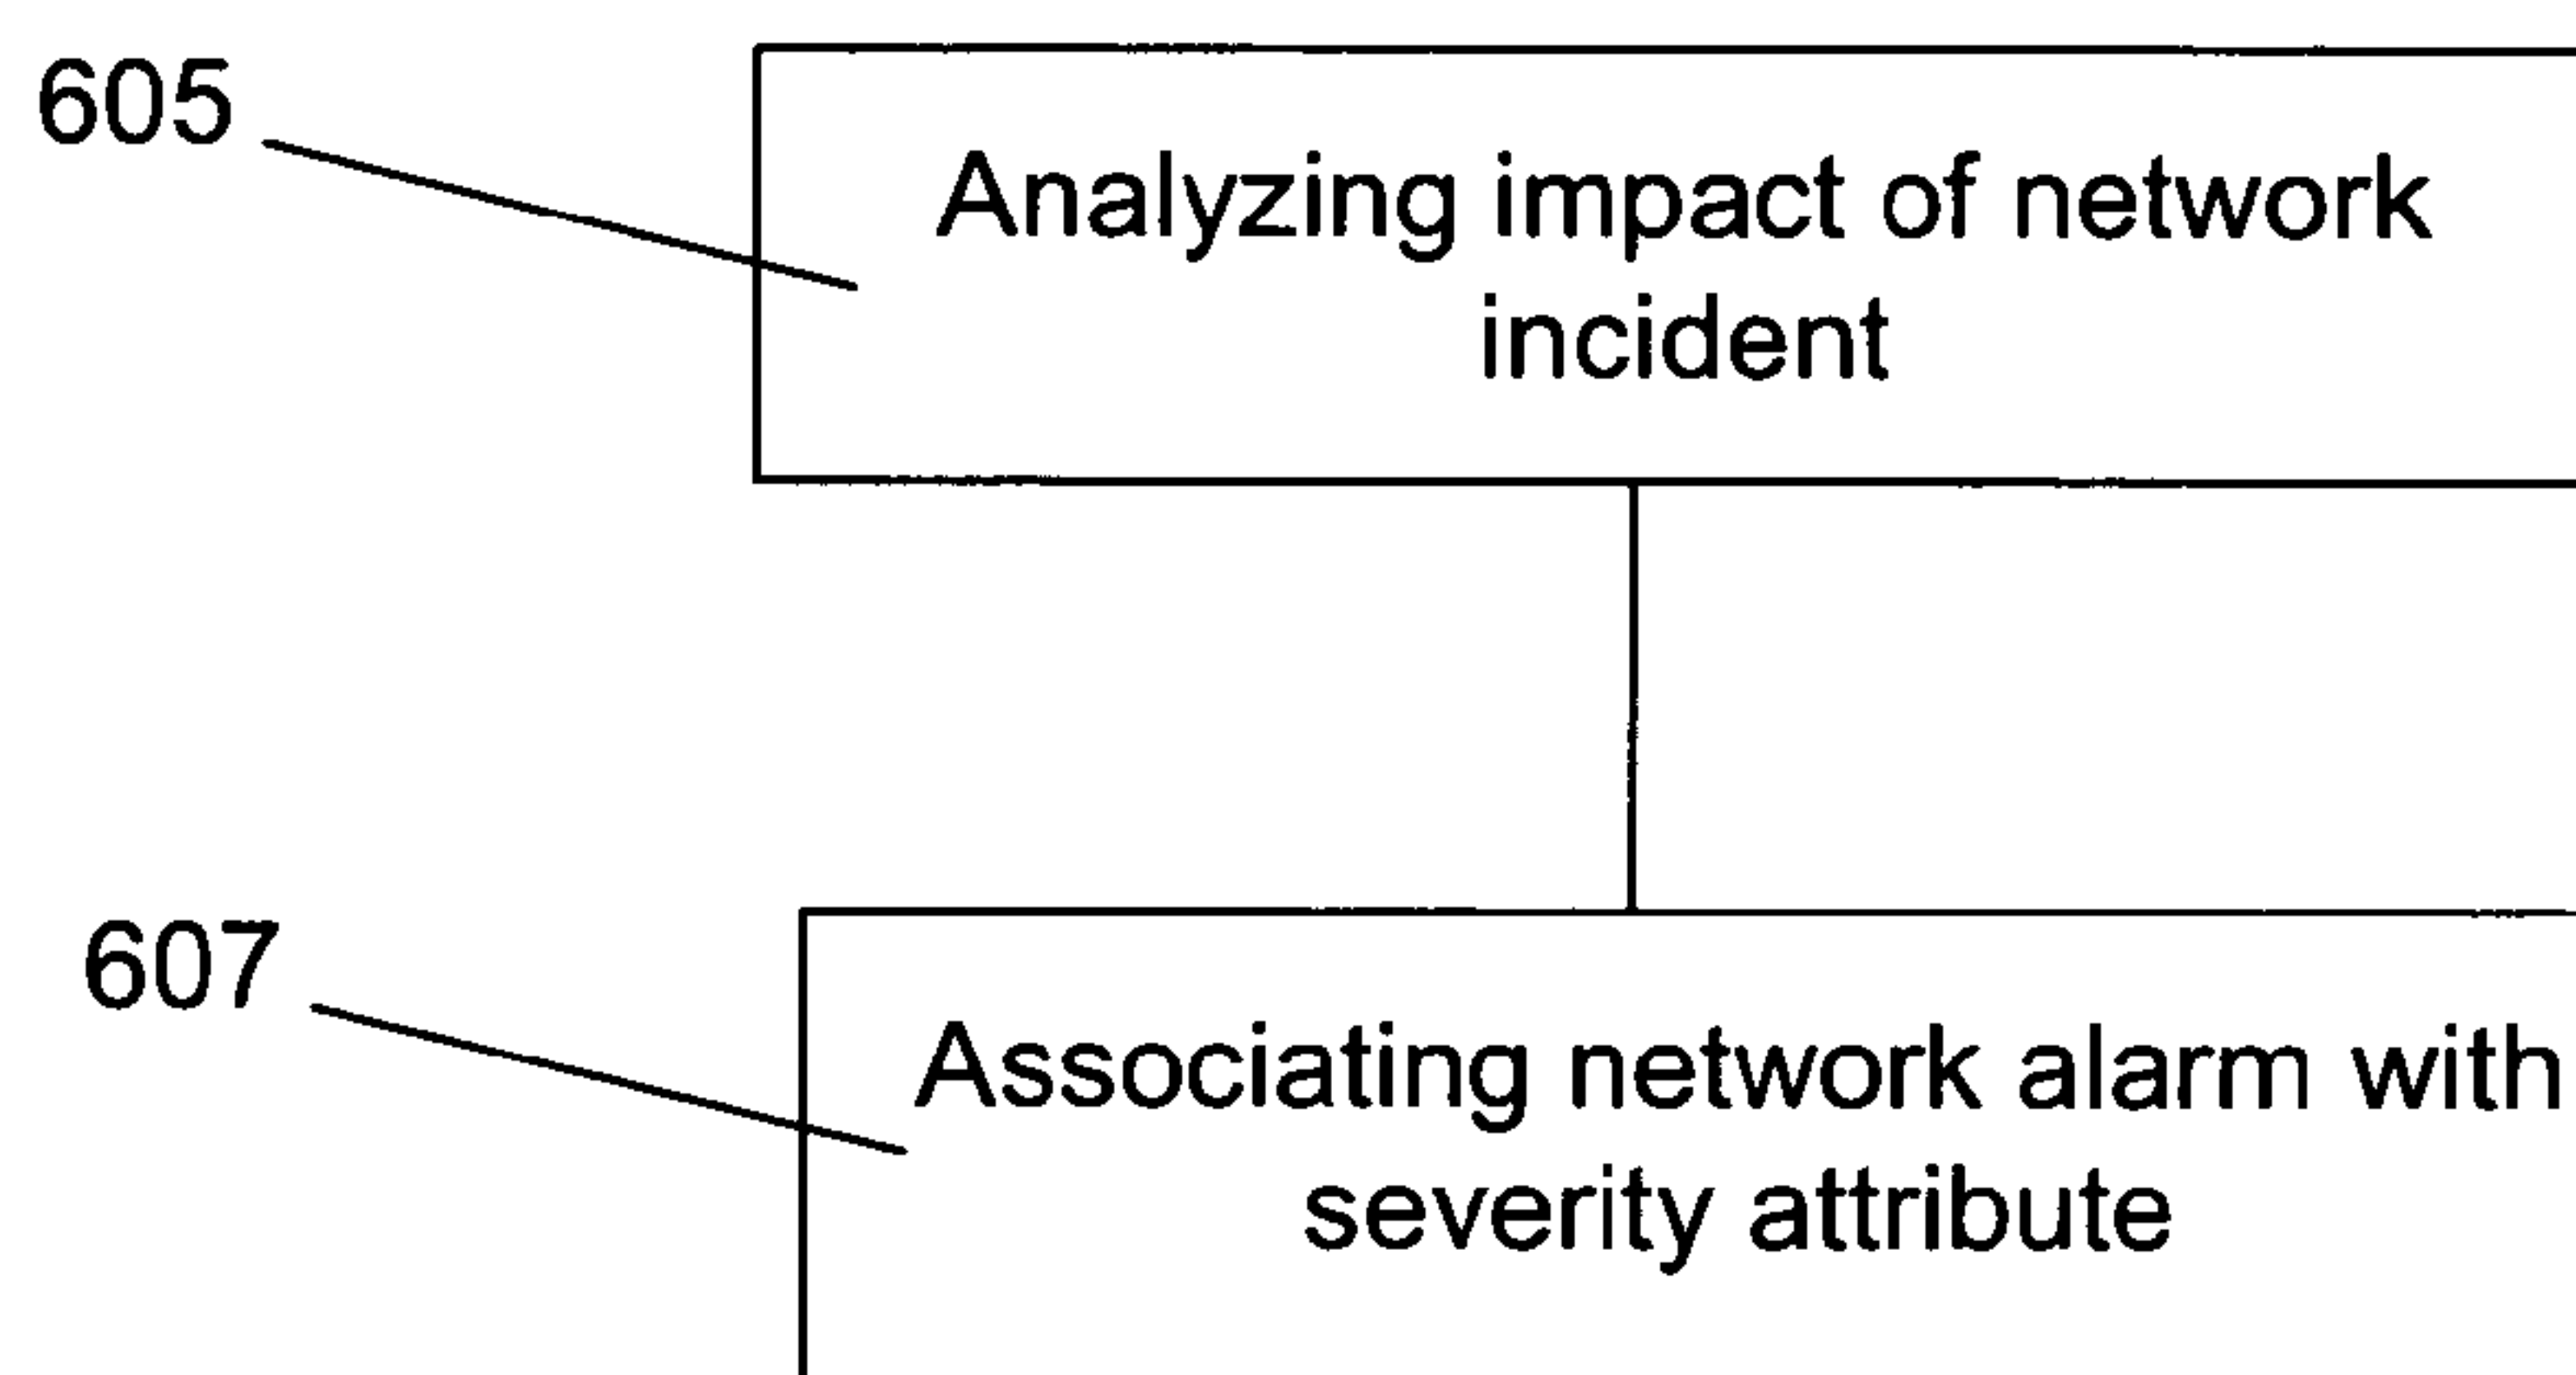 605
Analyzing impact of network
incident
607
Associating network alarm with
severity attribute